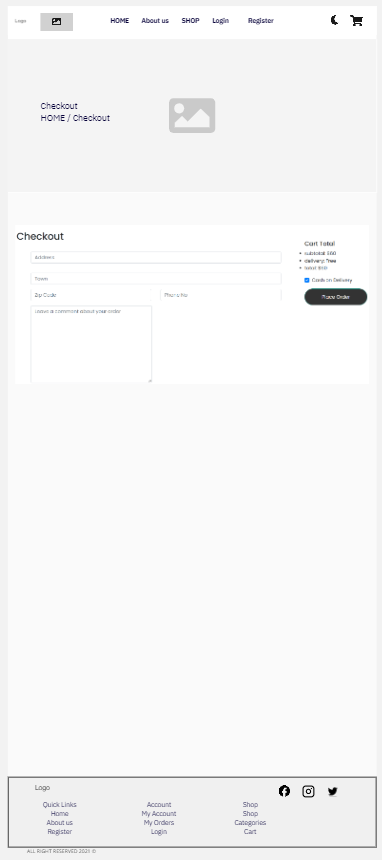 Logo
HOME About us SHOP Login Register
Checkout
HOME / Checkout
Checkout
Address
Town
Zip Code Phone No
Leave a comment about your order
Cart Total
subtotal: $60
delivery: Free
total: $60
Cash on Delivery
Place Order
Logo
Quick Links Account Shop
Home My Account Shop
About us My Orders Categories
Register Login Cart
ALL RIGHT RESERVED 2021 ©